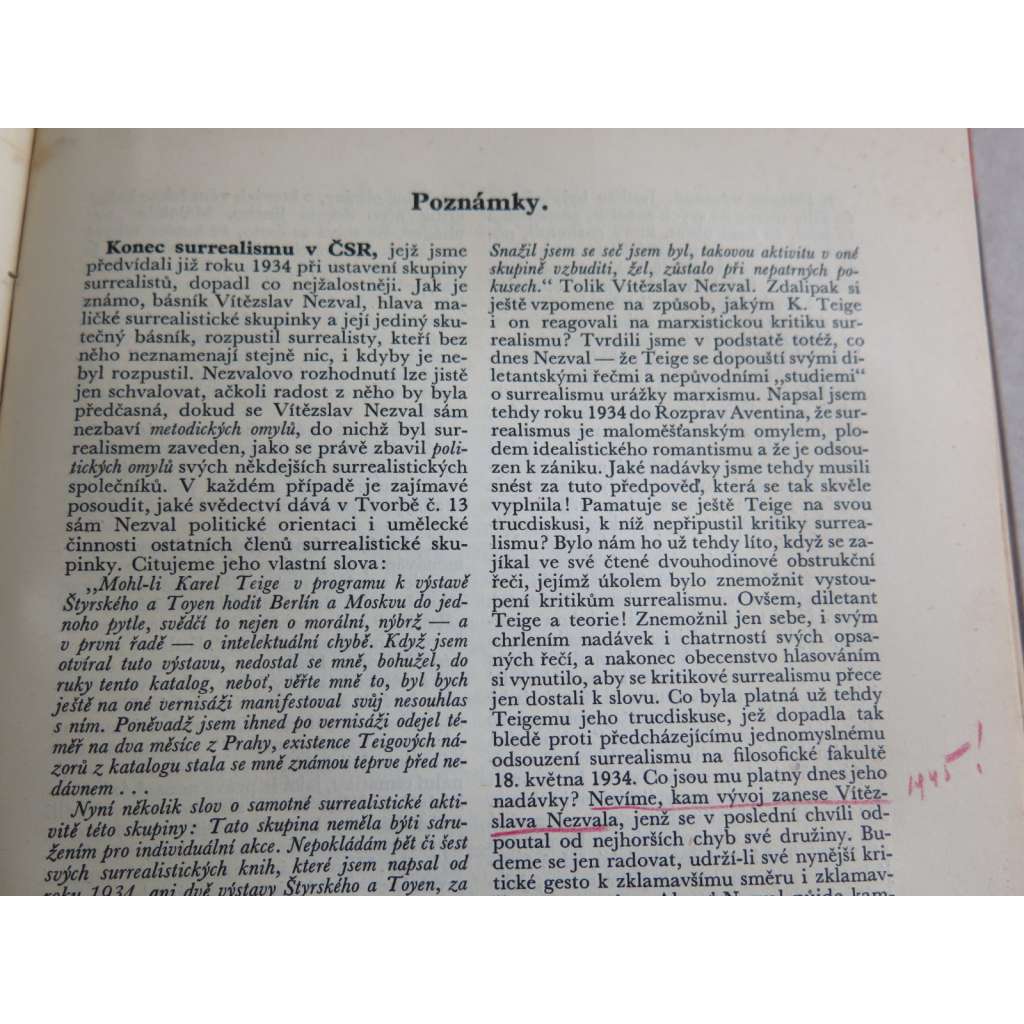 Poznámky.
Konec surrealismu v ČSR, jejž jsme
předvídali již roku 1934 při ustavení skupiny
surrealistů, dopadl co nejžalostněji. Jak je
známo, básník Vítězslav Nezval, hlava ma-
ličké surrealistické skupinky a její jediný sku-
tečný básník, rozpustil surrealisty, kteří bez
něho neznamenají stejně nic, i kdyby je ne-
byl rozpustil. Nezvalovo rozhodnutí lze jistě
jen schvalovat, ačkoli radost z něho by byla
předčasná, dokud se Vítězslav Nezval sám
nezbaví metodických omylů, do nichž byl sur-
realismem zaveden, jako se právě zbavil poli-
tických omylů svých někdejších surrealistických
společníků. V každém případě je zajímavé
posoudit, jaké svědectví dává v Tvorbě č. 13
sám Nezval politické orientaci i umělecké
činnosti ostatních členů surrealistické sku-
pinky. Citujeme jeho vlastní slova:
„Mohl-li Karel Teige v programu k výstavě
Štyrského a Toyen hodit Berlín a Moskvu do jed-
noho pytle, svědčí to nejen o morální, nýbrž — a
v první řadě — o intelektuální chybě. Když jsem
otvíral tuto výstavu, nedostal se mně, bohužel, do
ruky tento katalog, neboť, věřte mně to, byl bych
ještě na oné vernisáži manifestoval svůj nesouhlas
s ním. Poněvadž jsem ihned po vernisáži odejel té-
měř na dva měsíce z Prahy, existence Teigových ná-
zorů z katalogu stala se mně známou teprve před ne-
dávnem . . .
Nyní několik slov o samotné surrealistické akti-
vitě této skupiny: Tato skupina neměla býti sdru-
žením pro individuální akce. Nepokládám pět či šest
svých surrealistických knih, které jsem napsal od
roku 1934, ani dvě výstavy Štyrského a Toyen, za
Snažil jsem se seč jsem byl, takovou aktivitu v oné
skupině vzbuditi, žel, zůstalo při nepatrných po-
kusech.“ Tolik Vítězslav Nezval. Zdalipak si
ještě vzpomene na způsob, jakým K. Teige
i on reagovali na marxistickou kritiku sur-
realismu? Tvrdili jsme v podstatě totéž, co
dnes Nezval — že Teige se dopouští svými di-
letantskými řečmi a nepůvodními „studiemi“
o surrealismu urážky marxismu. Napsal jsem
tehdy roku 1934 do Rozprav Aventina, že sur-
realismus je maloměšťanským omylem, plo-
dem idealistického romantismu a že je odsou-
zen k zániku. Jaké nadávky jsme tehdy musili
snést za tuto předpověď, která se tak skvěle
vyplnila! Pamatuje se ještě Teige na svou
trucdiskusi, k níž nepřipustil kritiky surrea-
lismu? Bylo nám ho už tehdy líto, když se za-
jíkal ve své čtené dvouhodinové obstrukční
řeči, jejímž úkolem bylo znemožnit vystou-
pení kritikům surrealismu. Ovšem, diletant
Teige a teorie! Znemožnil jen sebe, i svým
chrlením nadávek i chatrností svých opsa-
ných řečí, a nakonec obecenstvo hlasováním
si vynutilo, aby se kritikové surrealismu přece
jen dostali k slovu. Co byla platná už tehdy
Teigemu jeho trucdiskuse, jež dopadla tak
bledě proti předcházejícímu jednomyslnému
odsouzení surrealismu na filosofické fakultě
18. května 1934. Co jsou mu platný dnes jeho
nadávky? Nevíme, kam vývoj zanese Vítěz-
slava Nezvala, jenž se v poslední chvíli od-
poutal od nejhorších chyb své družiny. Bu-
deme se jen radovat, udrží-li své nynější kri-
tické gesto k zklamavšímu směru i zklamav-
1945!